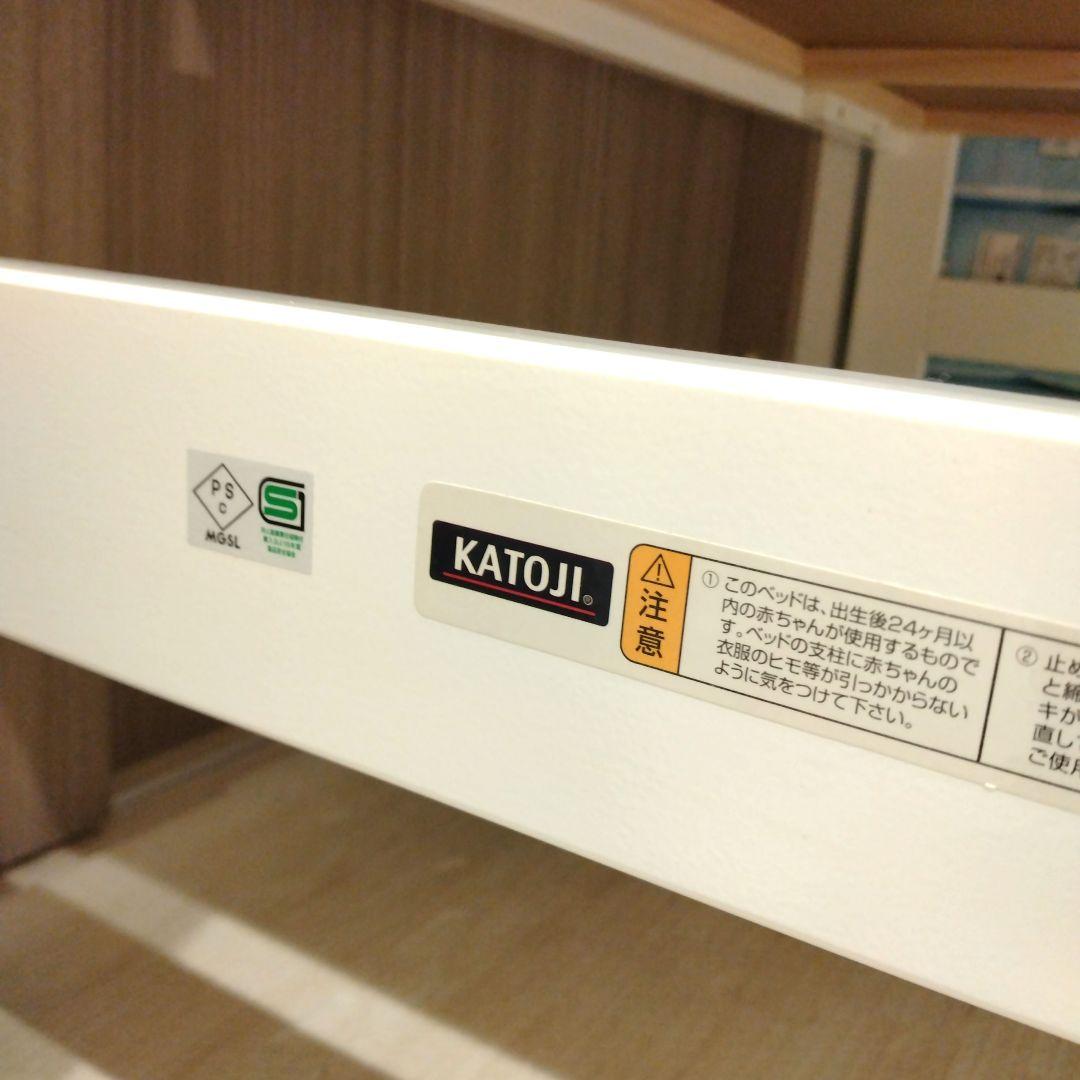 PS
C
MGSL
KATOJI®
注意
① このベッドは、出生後24ヶ月以
内の赤ちゃんが使用するもので
す。ベッドの支柱に赤ちゃんの
衣服のヒモ等が引っかからない
ように気をつけて下さい。
② 止め
と締
キが
直し
ご使用